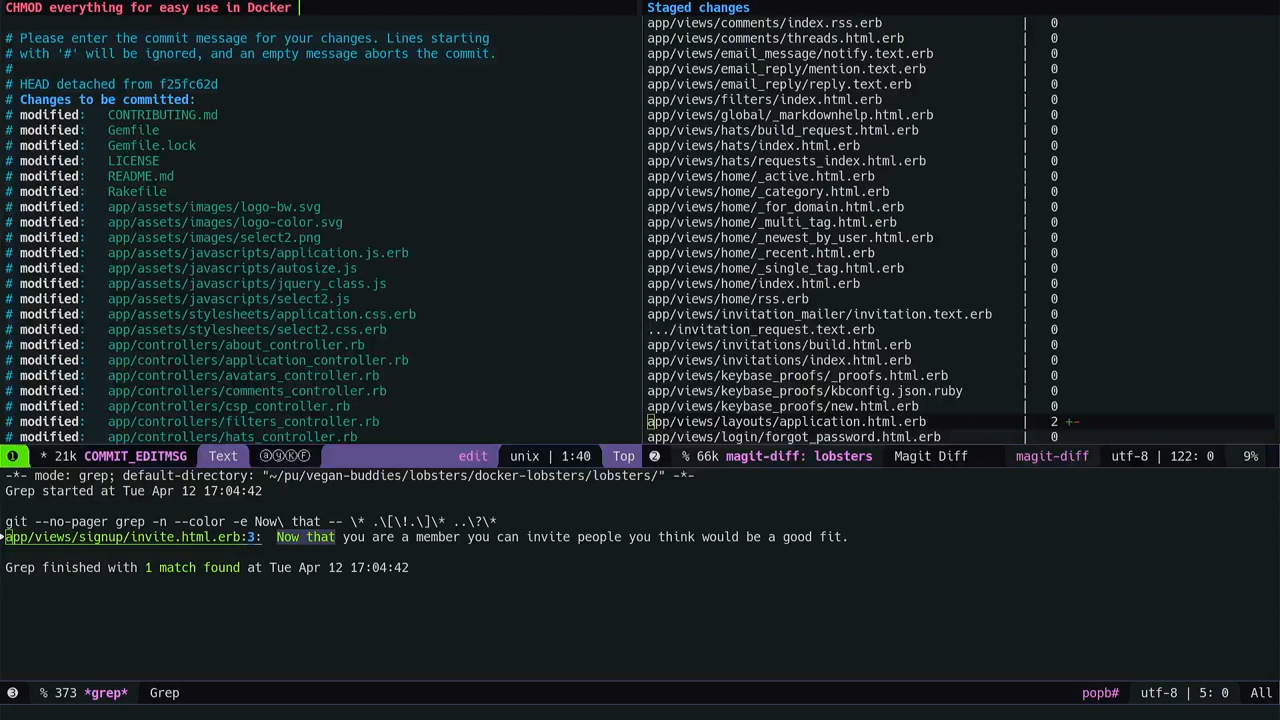 CHMOD everything for easy use in Docker
# Please enter the commit message for your changes. Lines starting
# with '#' will be ignored, and an empty message aborts the commit.
#
# HEAD detached from f25fc62d
# Changes to be committed:
# modified:   CONTRIBUTING.md
# modified:   Gemfile
# modified:   Gemfile.lock
# modified:   LICENSE
# modified:   README.md
# modified:   Rakefile
# modified:   app/assets/images/logo-bw.svg
# modified:   app/assets/images/logo-color.svg
# modified:   app/assets/images/select2.png
# modified:   app/assets/javascripts/application.js.erb
# modified:   app/assets/javascripts/autosize.js
# modified:   app/assets/javascripts/jquery_class.js
# modified:   app/assets/javascripts/select2.js
# modified:   app/assets/stylesheets/application.css.erb
# modified:   app/assets/stylesheets/select2.css.erb
# modified:   app/controllers/about_controller.rb
# modified:   app/controllers/application_controller.rb
# modified:   app/controllers/avatars_controller.rb
# modified:   app/controllers/comments_controller.rb
# modified:   app/controllers/csp_controller.rb
# modified:   app/controllers/filters_controller.rb
# modified:   app/controllers/hats_controller.rb
❶ * 21k COMMIT_EDITMSG Text ⓐⓨⓀⒻ edit unix | 1:40 Top
Staged changes
app/views/comments/index.rss.erb | 0
app/views/comments/threads.html.erb | 0
app/views/email_message/notify.text.erb | 0
app/views/email_reply/mention.text.erb | 0
app/views/email_reply/reply.text.erb | 0
app/views/filters/index.html.erb | 0
app/views/global/_markdownhelp.html.erb | 0
app/views/hats/build_request.html.erb | 0
app/views/hats/index.html.erb | 0
app/views/hats/requests_index.html.erb | 0
app/views/home/_active.html.erb | 0
app/views/home/_category.html.erb | 0
app/views/home/_for_domain.html.erb | 0
app/views/home/_multi_tag.html.erb | 0
app/views/home/_newest_by_user.html.erb | 0
app/views/home/_recent.html.erb | 0
app/views/home/_single_tag.html.erb | 0
app/views/home/index.html.erb | 0
app/views/home/rss.erb | 0
app/views/invitation_mailer/invitation.text.erb | 0
.../invitation_request.text.erb | 0
app/views/invitations/build.html.erb | 0
app/views/invitations/index.html.erb | 0
app/views/keybase_proofs/_proofs.html.erb | 0
app/views/keybase_proofs/kbconfig.json.ruby | 0
app/views/keybase_proofs/new.html.erb | 0
app/views/layouts/application.html.erb | 2 +-
app/views/login/forgot_password.html.erb | 0
❷ % 66k magit-diff: lobsters Magit Diff magit-diff utf-8 | 122: 0 9%
-*- mode: grep; default-directory: "~/pu/vegan-buddies/lobsters/docker-lobsters/lobsters/" -*-
Grep started at Tue Apr 12 17:04:42
git --no-pager grep -n --color -e Now\ that -- \* .\[\!.\]\* ..\?\*
app/views/signup/invite.html.erb:3:  Now that you are a member you can invite people you think would be a good fit.
Grep finished with 1 match found at Tue Apr 12 17:04:42
❸ % 373 *grep* Grep popb# utf-8 | 5: 0 All